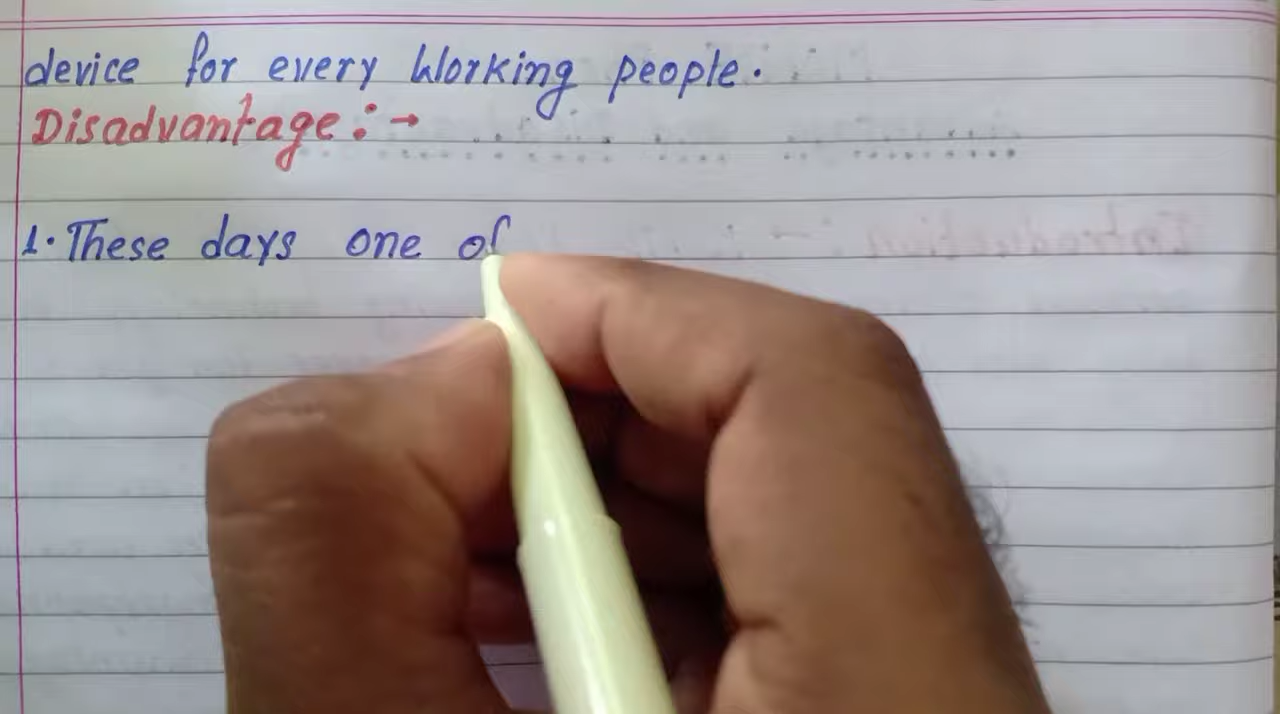 device for every working people.
Disadvantage:→
1. These days one of